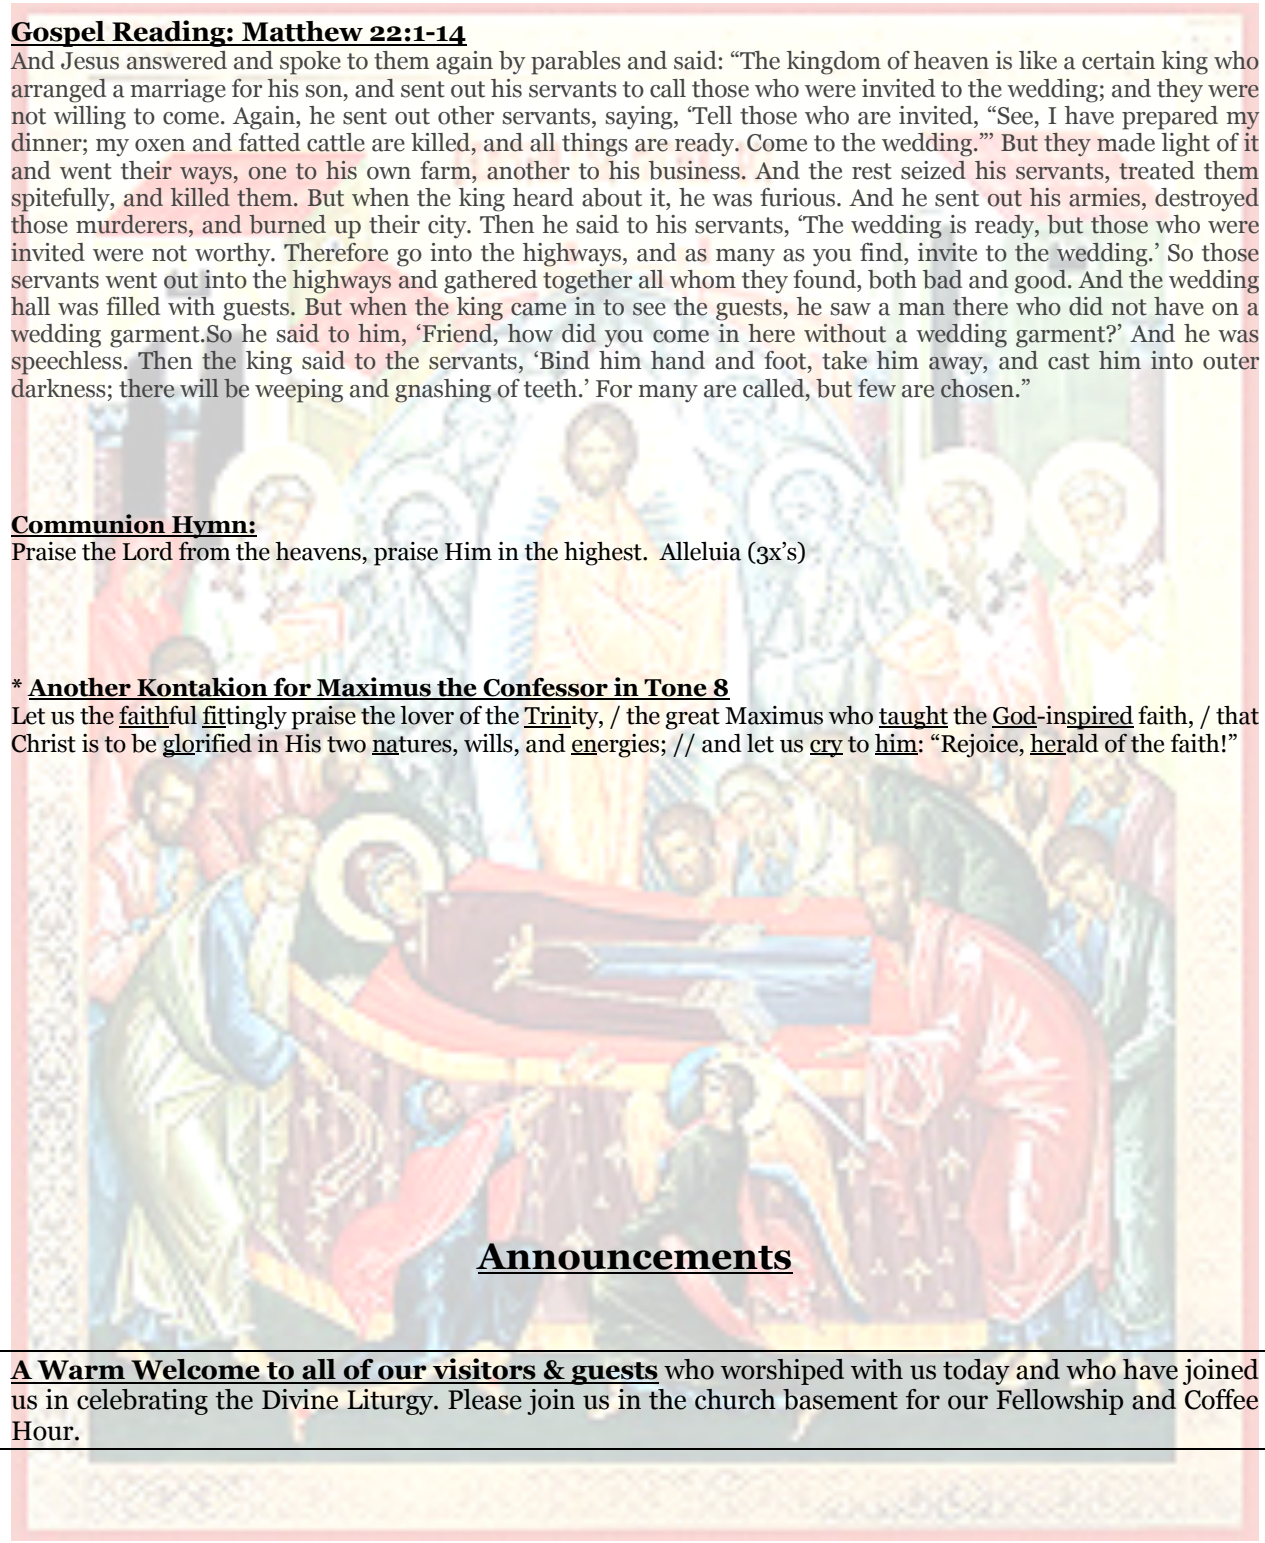 Gospel Reading: Matthew 22:1-14
And Jesus answered and spoke to them again by parables and said: “The kingdom of heaven is like a certain king who
arranged a marriage for his son, and sent out his servants to call those who were invited to the wedding; and they were
not willing to come. Again, he sent out other servants, saying, ‘Tell those who are invited, “See, I have prepared my
dinner; my oxen and fatted cattle are killed, and all things are ready. Come to the wedding.”’ But they made light of it
and went their ways, one to his own farm, another to his business. And the rest seized his servants, treated them
spitefully, and killed them. But when the king heard about it, he was furious. And he sent out his armies, destroyed
those murderers, and burned up their city. Then he said to his servants, ‘The wedding is ready, but those who were
invited were not worthy. Therefore go into the highways, and as many as you find, invite to the wedding.’ So those
servants went out into the highways and gathered together all whom they found, both bad and good. And the wedding
hall was filled with guests. But when the king came in to see the guests, he saw a man there who did not have on a
wedding garment.So he said to him, ‘Friend, how did you come in here without a wedding garment?’ And he was
speechless. Then the king said to the servants, ‘Bind him hand and foot, take him away, and cast him into outer
darkness; there will be weeping and gnashing of teeth.’ For many are called, but few are chosen.”
Communion Hymn:
Praise the Lord from the heavens, praise Him in the highest.  Alleluia (3x’s)
* Another Kontakion for Maximus the Confessor in Tone 8
Let us the faithful fittingly praise the lover of the Trinity, / the great Maximus who taught the God-inspired faith, / that
Christ is to be glorified in His two natures, wills, and energies; // and let us cry to him: “Rejoice, herald of the faith!”
Announcements
A Warm Welcome to all of our visitors & guests who worshiped with us today and who have joined
us in celebrating the Divine Liturgy. Please join us in the church basement for our Fellowship and Coffee
Hour.